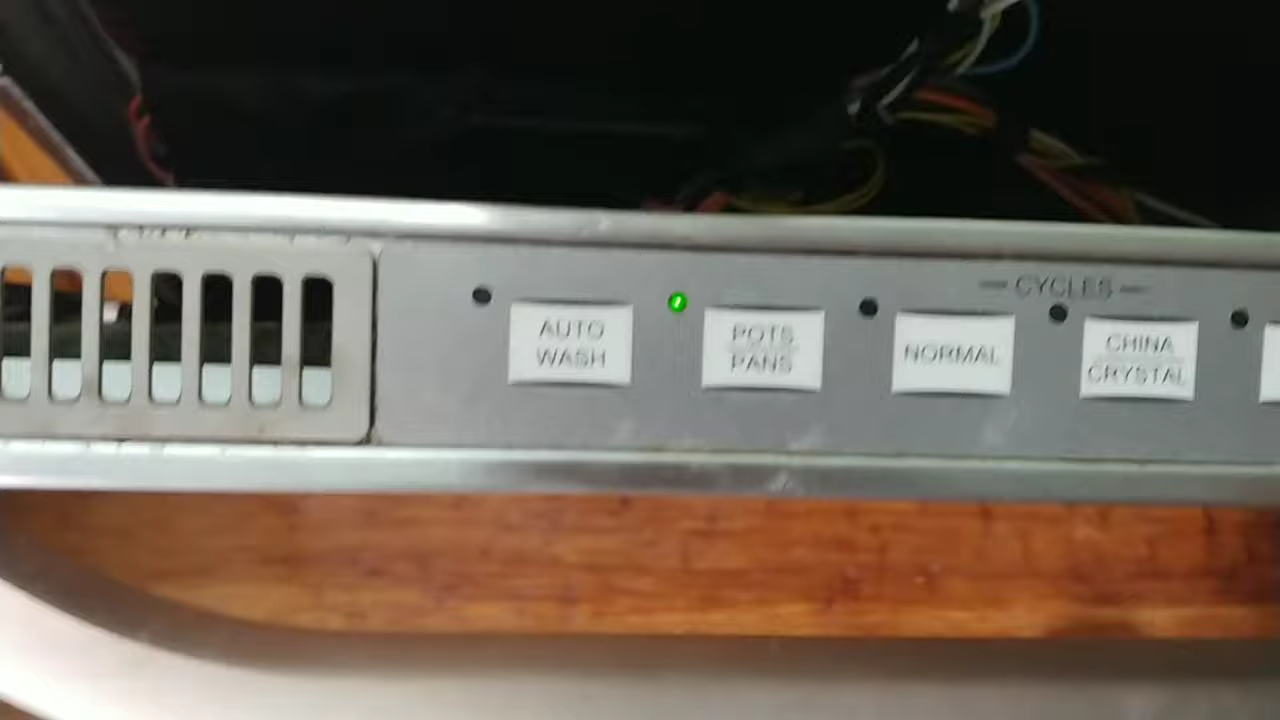 CYCLES
AUTO
WASH
POTS
PANS
NORMAL
CHINA
CRYSTAL